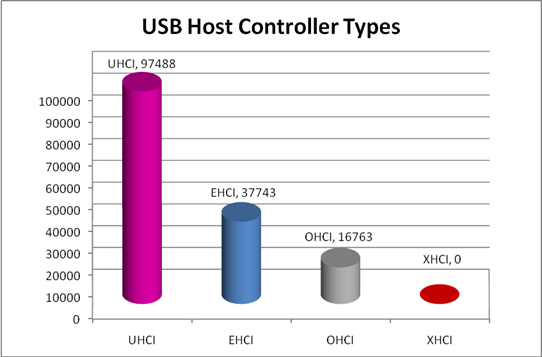 USB Host Controller Types
UHCI, 97488
EHCI, 37743
OHCI, 16763
XHCI, 0
100000
90000
80000
70000
60000
50000
40000
30000
20000
10000
0
UHCI EHCI OHCI XHCI